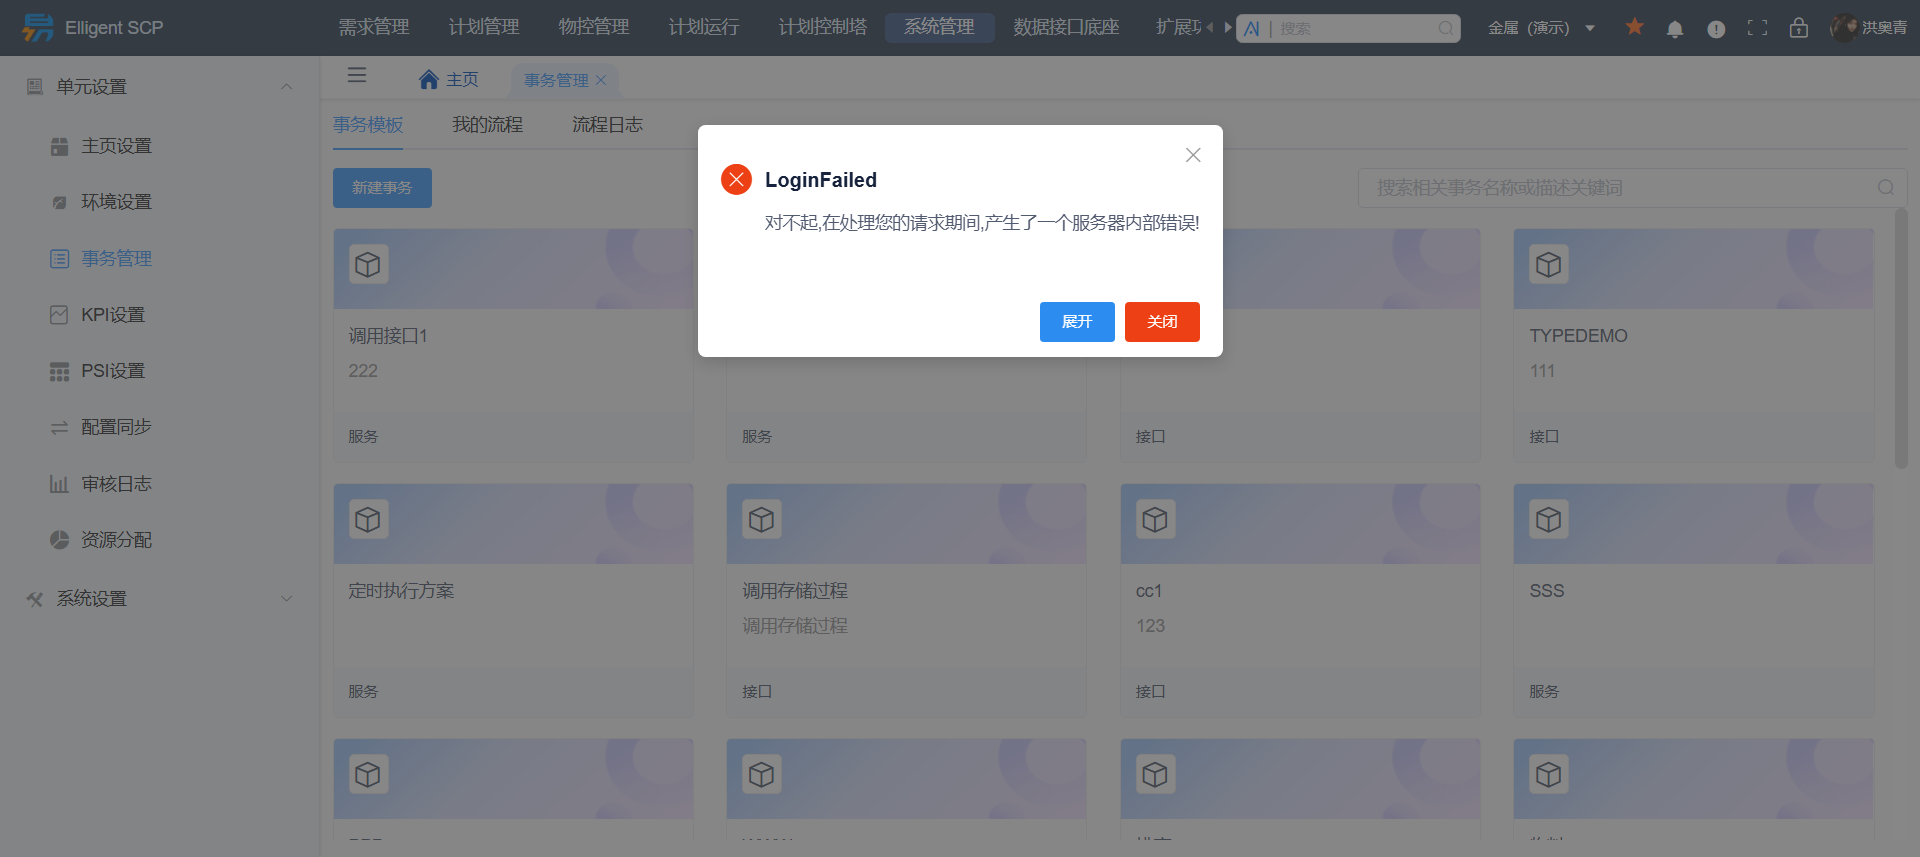 Elligent SCP
需求管理
计划管理
物控管理
计划运行
计划控制塔
系统管理
数据接口底座
扩展
AI
搜索
金属（演示）
洪奥青
单元设置
主页设置
环境设置
事务管理
KPI设置
PSI设置
配置同步
审核日志
资源分配
系统设置
主页
事务管理
事务模板
我的流程
流程日志
新建事务
搜索相关事务名称或描述关键词
LoginFailed
对不起,在处理您的请求期间,产生了一个服务器内部错误!
展开
关闭
调用接口1
222
服务
服务
接口
TYPEDEMO
111
接口
定时执行方案
服务
调用存储过程
调用存储过程
接口
cc1
123
接口
SSS
服务